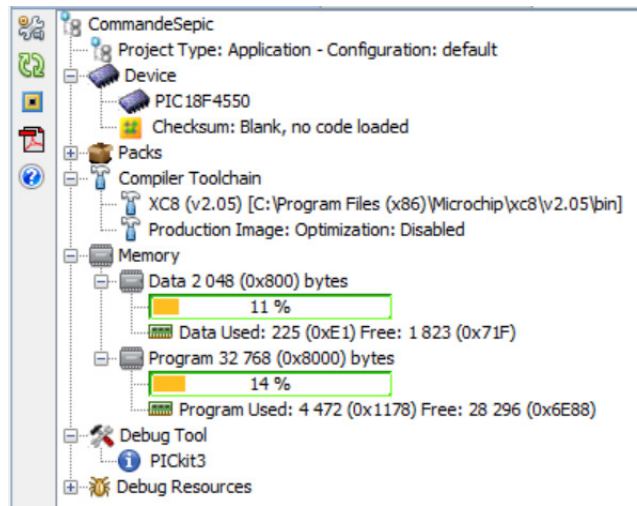 CommandeSepic
Project Type: Application - Configuration: default
Device
PIC18F4550
Checksum: Blank, no code loaded
Packs
Compiler Toolchain
XC8 (v2.05) [C:\Program Files (x86)\Microchip\xc8\v2.05\bin]
Production Image: Optimization: Disabled
Memory
Data 2 048 (0x800) bytes
11 %
Data Used: 225 (0xE1) Free: 1 823 (0x71F)
Program 32 768 (0x8000) bytes
14 %
Program Used: 4 472 (0x1178) Free: 28 296 (0x6E88)
Debug Tool
PICkit3
Debug Resources